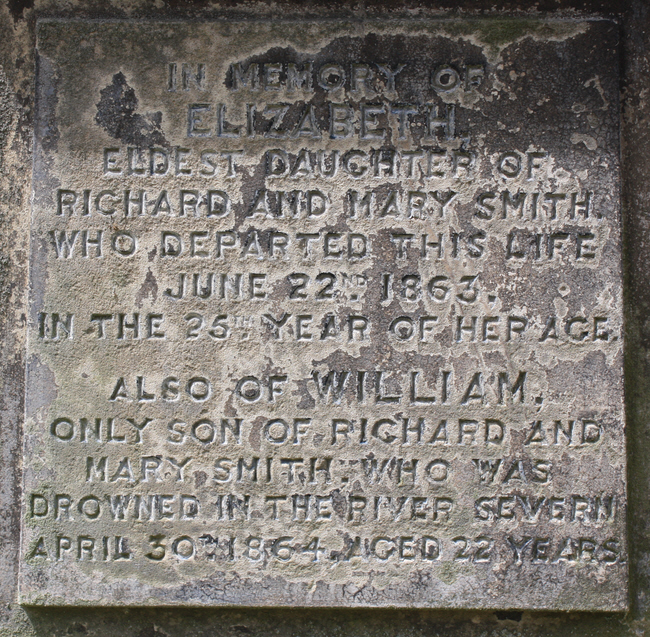 IN MEMORY OF
ELIZABETH,
ELDEST DAUGHTER OF
RICHARD AND MARY SMITH,
WHO DEPARTED THIS LIFE
JUNE 22ND 1863,
IN THE 25TH YEAR OF HER AGE.
ALSO OF WILLIAM,
ONLY SON OF RICHARD AND
MARY SMITH, WHO WAS
DROWNED IN THE RIVER SEVERN
APRIL 30TH 1864, AGED 22 YEARS.